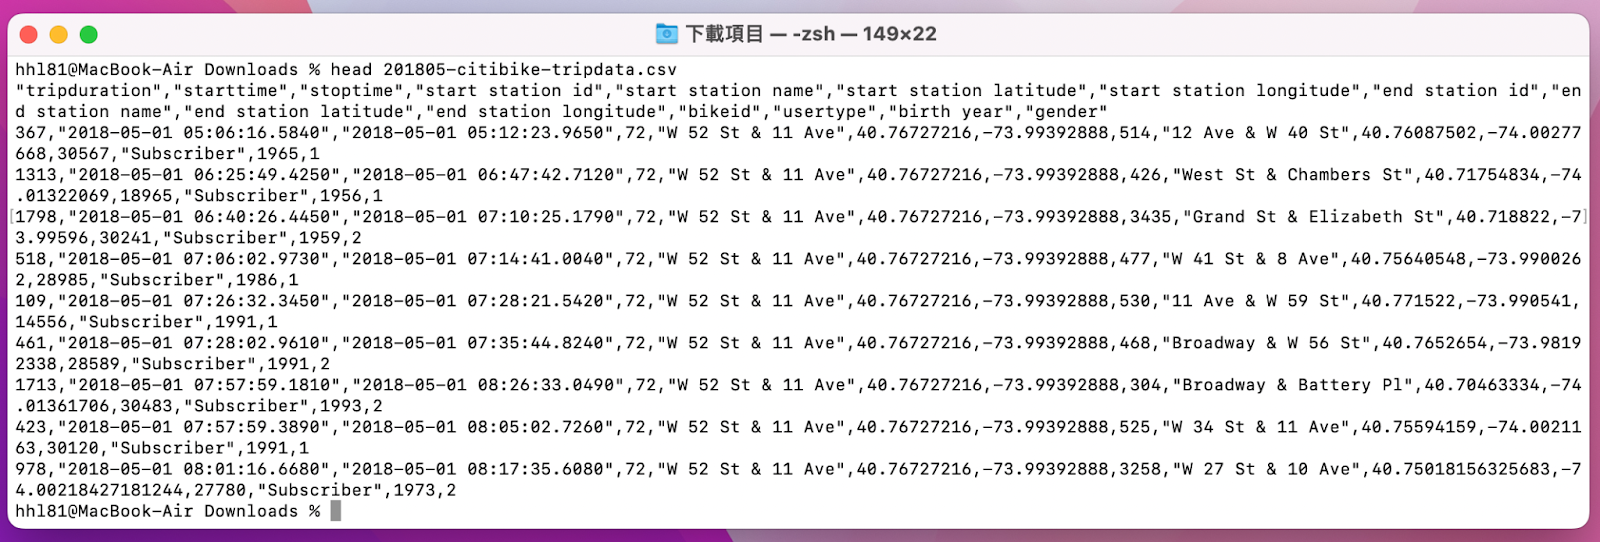 下載項目 — -zsh — 149×22
hhl81@MacBook-Air Downloads % head 201805-citibike-tripdata.csv
"tripduration","starttime","stoptime","start station id","start station name","start station latitude","start station longitude","end station id","en
d station name","end station latitude","end station longitude","bikeid","usertype","birth year","gender"
367,"2018-05-01 05:06:16.5840","2018-05-01 05:12:23.9650",72,"W 52 St & 11 Ave",40.76727216,-73.99392888,514,"12 Ave & W 40 St",40.76087502,-74.00277
668,30567,"Subscriber",1965,1
1313,"2018-05-01 06:25:49.4250","2018-05-01 06:47:42.7120",72,"W 52 St & 11 Ave",40.76727216,-73.99392888,426,"West St & Chambers St",40.71754834,-74
.01322069,18965,"Subscriber",1956,1
[1798,"2018-05-01 06:40:26.4450","2018-05-01 07:10:25.1790",72,"W 52 St & 11 Ave",40.76727216,-73.99392888,3435,"Grand St & Elizabeth St",40.718822,-7]
3.99596,30241,"Subscriber",1959,2
518,"2018-05-01 07:06:02.9730","2018-05-01 07:14:41.0040",72,"W 52 St & 11 Ave",40.76727216,-73.99392888,477,"W 41 St & 8 Ave",40.75640548,-73.990026
2,28985,"Subscriber",1986,1
109,"2018-05-01 07:26:32.3450","2018-05-01 07:28:21.5420",72,"W 52 St & 11 Ave",40.76727216,-73.99392888,530,"11 Ave & W 59 St",40.771522,-73.990541,
14556,"Subscriber",1991,1
461,"2018-05-01 07:28:02.9610","2018-05-01 07:35:44.8240",72,"W 52 St & 11 Ave",40.76727216,-73.99392888,468,"Broadway & W 56 St",40.7652654,-73.9819
2338,28589,"Subscriber",1991,2
1713,"2018-05-01 07:57:59.1810","2018-05-01 08:26:33.0490",72,"W 52 St & 11 Ave",40.76727216,-73.99392888,304,"Broadway & Battery Pl",40.70463334,-74
.01361706,30483,"Subscriber",1993,2
423,"2018-05-01 07:57:59.3890","2018-05-01 08:05:02.7260",72,"W 52 St & 11 Ave",40.76727216,-73.99392888,525,"W 34 St & 11 Ave",40.75594159,-74.00211
63,30120,"Subscriber",1991,1
978,"2018-05-01 08:01:16.6680","2018-05-01 08:17:35.6080",72,"W 52 St & 11 Ave",40.76727216,-73.99392888,3258,"W 27 St & 10 Ave",40.75018156325683,-7
4.00218427181244,27780,"Subscriber",1973,2
hhl81@MacBook-Air Downloads %